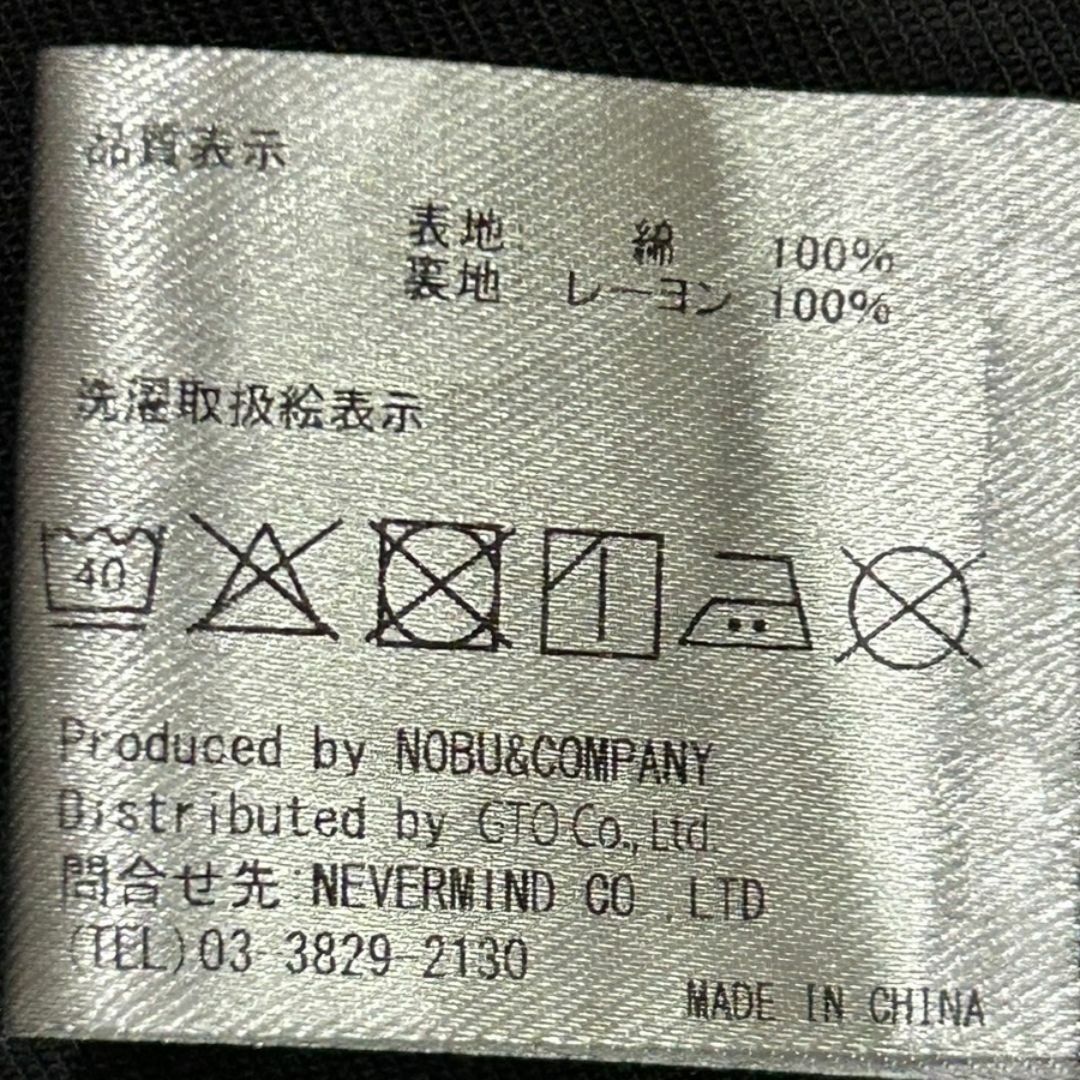 品質表示
表地 綿 100%
裏地 レーヨン 100%
洗濯取扱絵表示
40
Produced by NOBU&COMPANY
Distributed by GTO Co., Ltd.
問合せ先:NEVERMIND CO.,LTD
(TEL)03-3829-2130
MADE IN CHINA